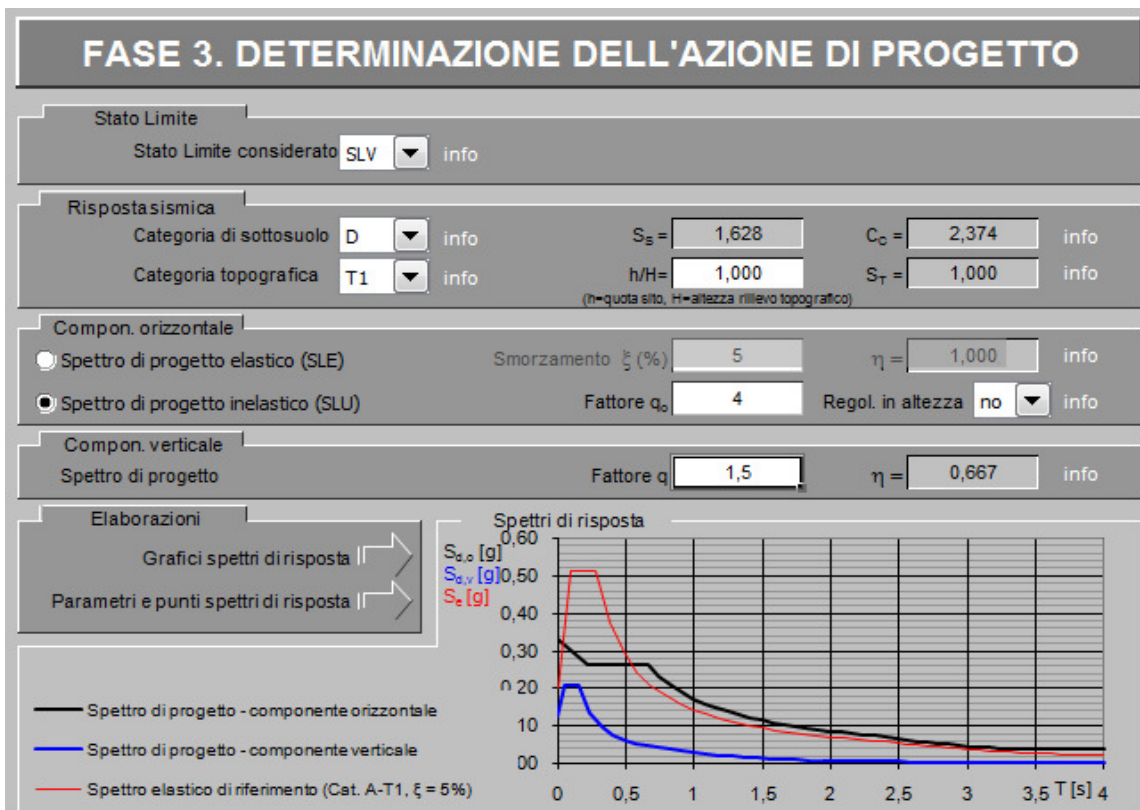 FASE 3. DETERMINAZIONE DELL'AZIONE DI PROGETTO
Stato Limite
Stato Limite considerato SLV info
Risposta sismica
Categoria di sottosuolo D info S_S = 1,628 C_C = 2,374 info
Categoria topografica T1 info h/H= 1,000 S_T = 1,000 info
(h=quota sito, H=altezza rilievo topografico)
Compon. orizzontale
Spettro di progetto elastico (SLE) Smorzamento ξ (%) 5 η = 1,000 info
Spettro di progetto inelastico (SLU) Fattore q_o 4 Regol. in altezza no info
Compon. verticale
Spettro di progetto Fattore q 1,5 η = 0,667 info
Elaborazioni
Grafici spettri di risposta
Parametri e punti spettri di risposta
Spettri di risposta
S_d,o [g]
S_d,v [g]
S_e [g]
0,60
0,50
0,40
0,30
0,20
10
00
0 0,5 1 1,5 2 2,5 3 3,5 T [s] 4
Spettro di progetto - componente orizzontale
Spettro di progetto - componente verticale
Spettro elastico di riferimento (Cat. A-T1, ξ = 5%)